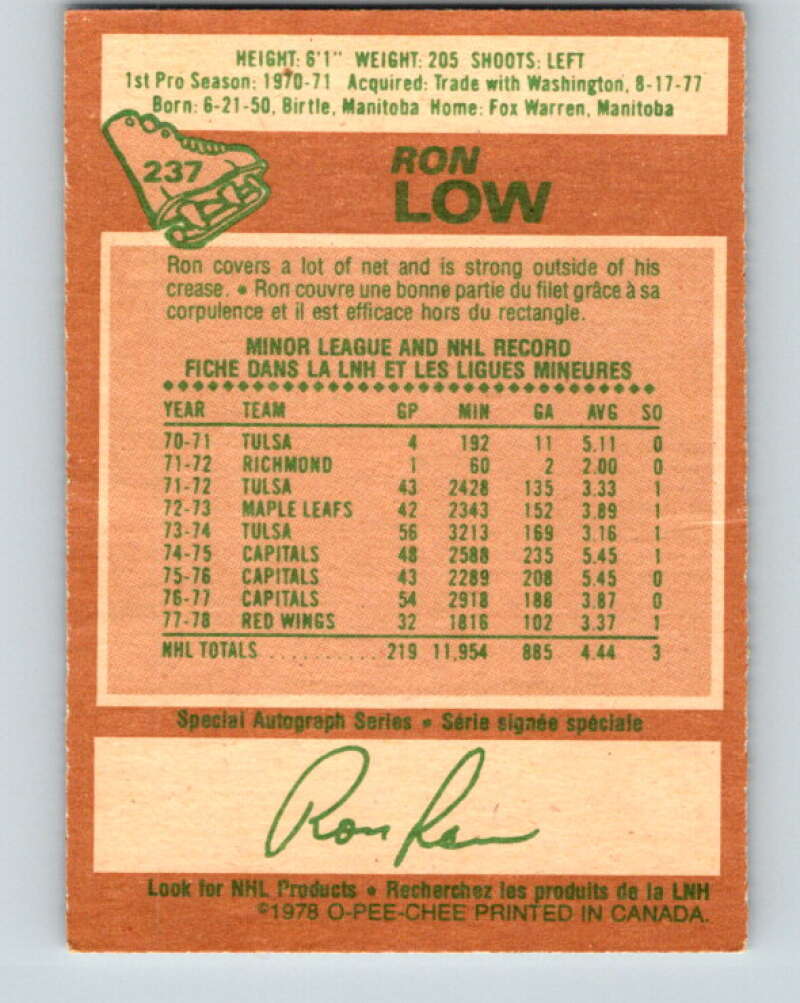 HEIGHT: 6'1" WEIGHT: 205 SHOOTS: LEFT
1st Pro Season: 1970-71 Acquired: Trade with Washington, 8-17-77
Born: 6-21-50, Birtle, Manitoba Home: Fox Warren, Manitoba
237
RON
LOW
Ron covers a lot of net and is strong outside of his
crease. • Ron couvre une bonne partie du filet grâce à sa
corpulence et il est efficace hors du rectangle.
MINOR LEAGUE AND NHL RECORD
FICHE DANS LA LNH ET LES LIGUES MINEURES
YEAR TEAM GP MIN GA AVG SO
70-71 TULSA 4 192 11 5.11 0
71-72 RICHMOND 1 60 2 2.00 0
71-72 TULSA 43 2428 135 3.33 1
72-73 MAPLE LEAFS 42 2343 152 3.89 1
73-74 TULSA 56 3213 169 3.16 1
74-75 CAPITALS 48 2588 235 5.45 1
75-76 CAPITALS 43 2289 208 5.45 0
76-77 CAPITALS 54 2918 188 3.87 0
77-78 RED WINGS 32 1816 102 3.37 1
NHL TOTALS .......... 219 11,954 885 4.44 3
Special Autograph Series • Série signée spéciale
Ron Low
Look for NHL Products • Recherchez les produits de la LNH
©1978 O-PEE-CHEE PRINTED IN CANADA.